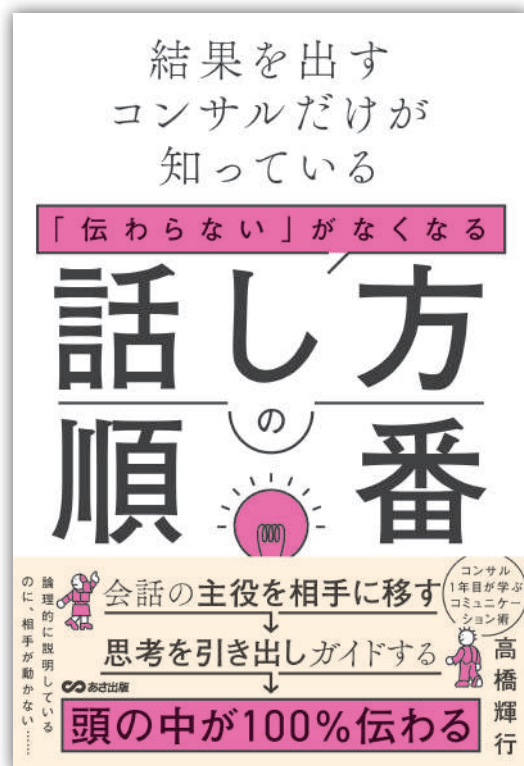 結果を出す
コンサルだけが
知っている
「伝わらない」がなくなる
話し方
の
順番
コンサル
1年目が学ぶ
コミュニケー
ション術
会話の主役を相手に移す
思考を引き出しガイドする
頭の中が100%伝わる
高橋輝行
論理的に説明している
のに、相手が動かない……
あさ出版